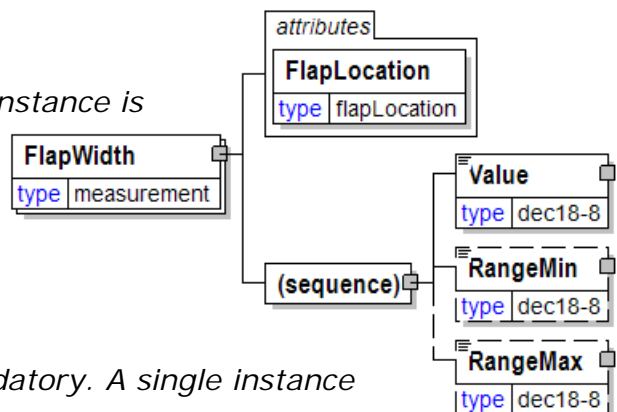 attributes
FlapLocation
type flapLocation
nstance is
FlapWidth
type measurement
Value
type dec18-8
(sequence)
RangeMin
type dec18-8
RangeMax
type dec18-8
datory. A single instance